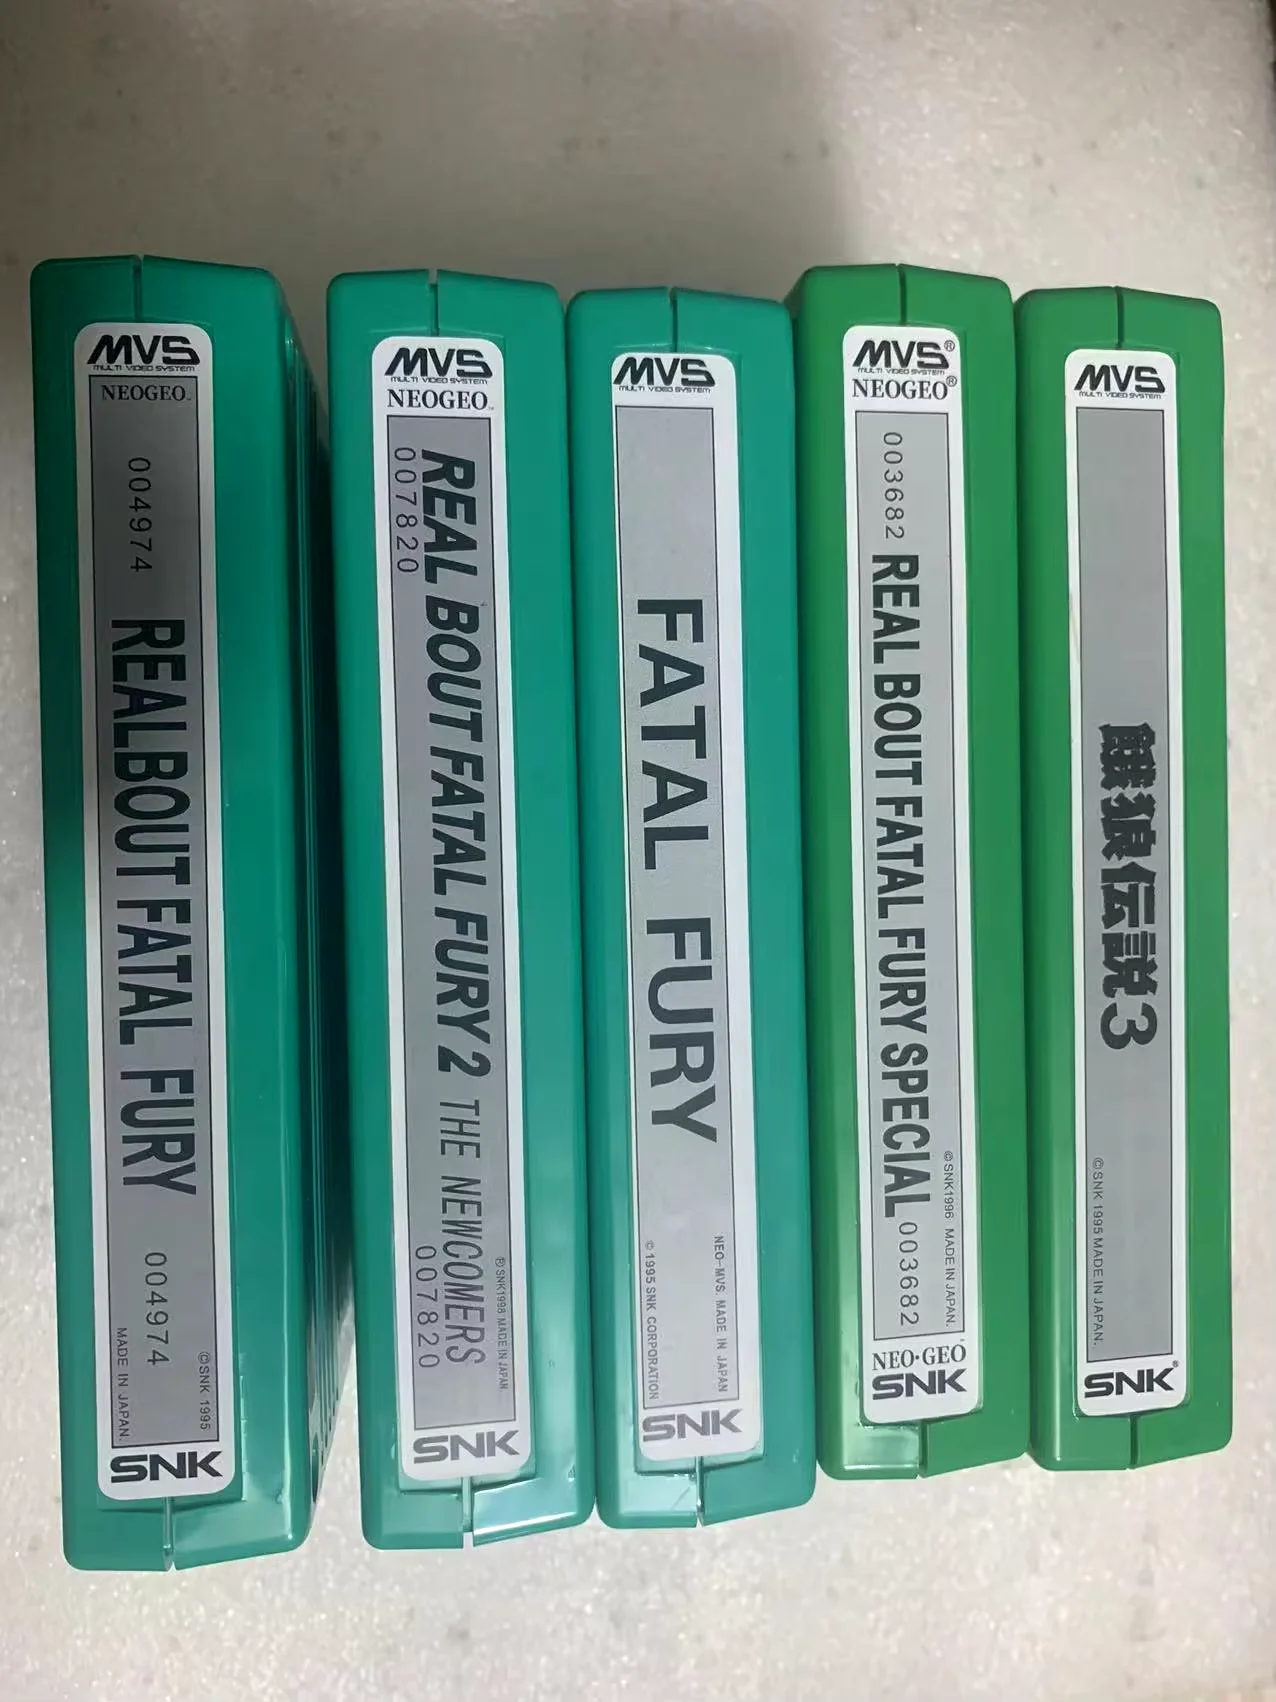 MVS
MULTI VIDEO SYSTEM
NEOGEO™
004974
REAL BOUT FATAL FURY
004974
©SNK 1995
MADE IN JAPAN.
SNK
MVS
MULTI VIDEO SYSTEM
NEOGEO™
REAL BOUT FATAL FURY 2 THE NEWCOMERS
007820
007820
®SNK1998 MADE IN JAPAN.
SNK
MVS
MULTI VIDEO SYSTEM
FATAL FURY
NEO-MVS. MADE IN JAPAN
© 1995 SNK CORPORATION
SNK
MVS®
MULTI VIDEO SYSTEM
NEOGEO®
003682
REAL BOUT FATAL FURY SPECIAL
003682
©SNK1996 MADE IN JAPAN.
NEO·GEO
SNK
MVS
MULTI VIDEO SYSTEM
餓狼伝説3
©SNK 1995 MADE IN JAPAN.
SNK®